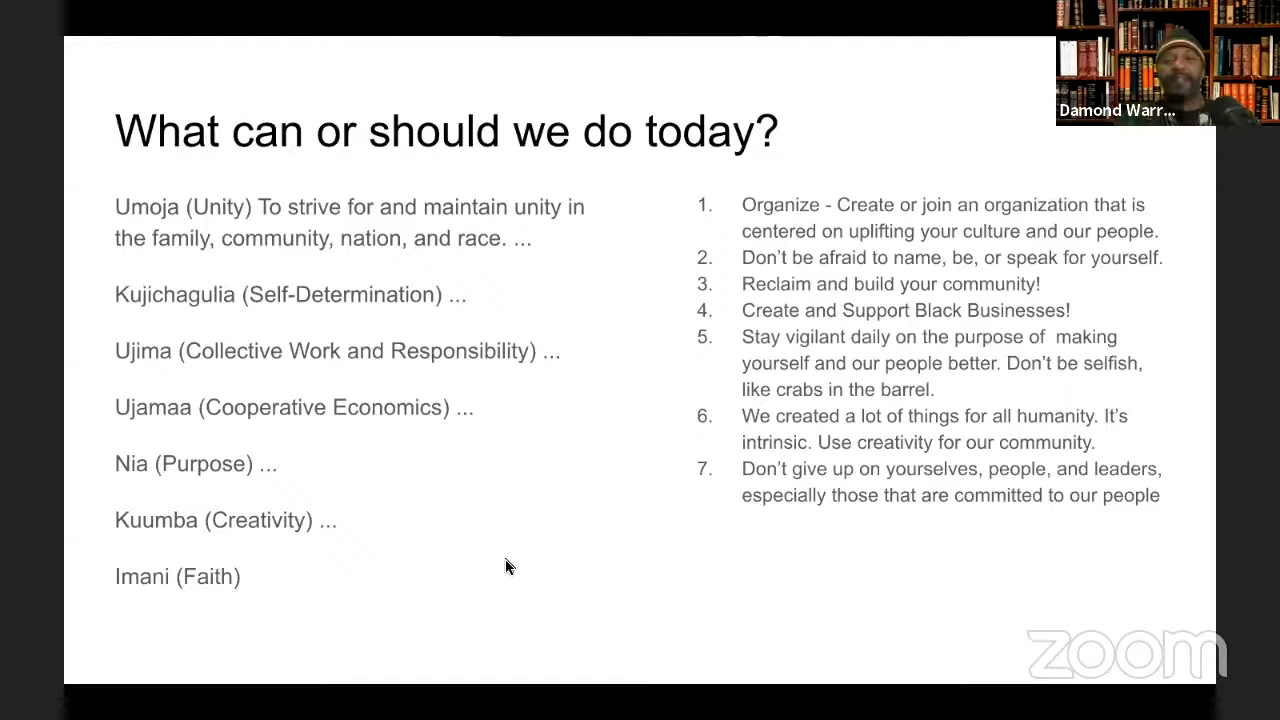 What can or should we do today?
Umoja (Unity) To strive for and maintain unity in
the family, community, nation, and race. ...
Kujichagulia (Self-Determination) ...
Ujima (Collective Work and Responsibility) ...
Ujamaa (Cooperative Economics) ...
Nia (Purpose) ...
Kuumba (Creativity) ...
Imani (Faith)
1. Organize - Create or join an organization that is
centered on uplifting your culture and our people.
2. Don't be afraid to name, be, or speak for yourself.
3. Reclaim and build your community!
4. Create and Support Black Businesses!
5. Stay vigilant daily on the purpose of  making
yourself and our people better. Don't be selfish,
like crabs in the barrel.
6. We created a lot of things for all humanity. It's
intrinsic. Use creativity for our community.
7. Don't give up on yourselves, people, and leaders,
especially those that are committed to our people
Damond Warr...
zoom